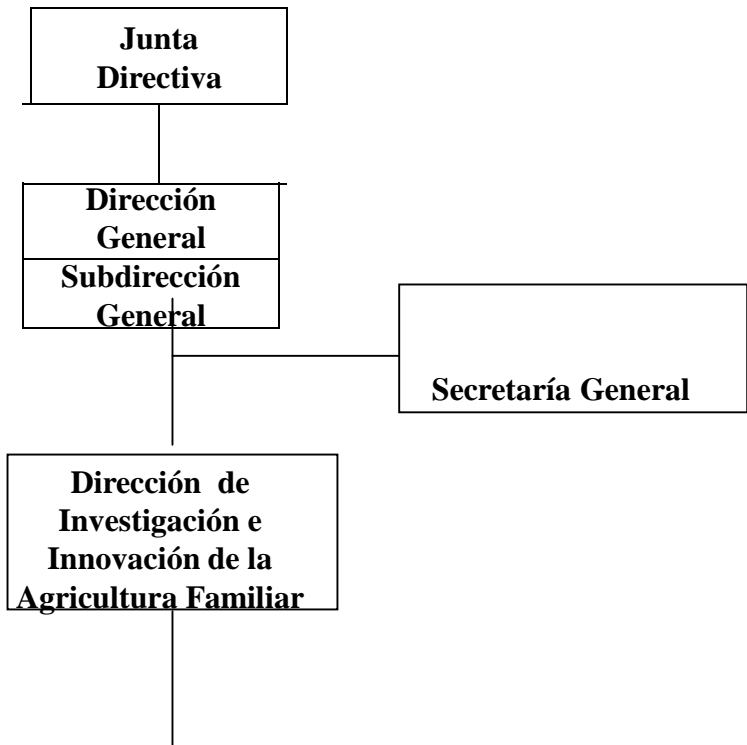 Junta
Directiva
Dirección
General
Subdirección
General
Secretaría General
Dirección de
Investigación e
Innovación de la
Agricultura Familiar